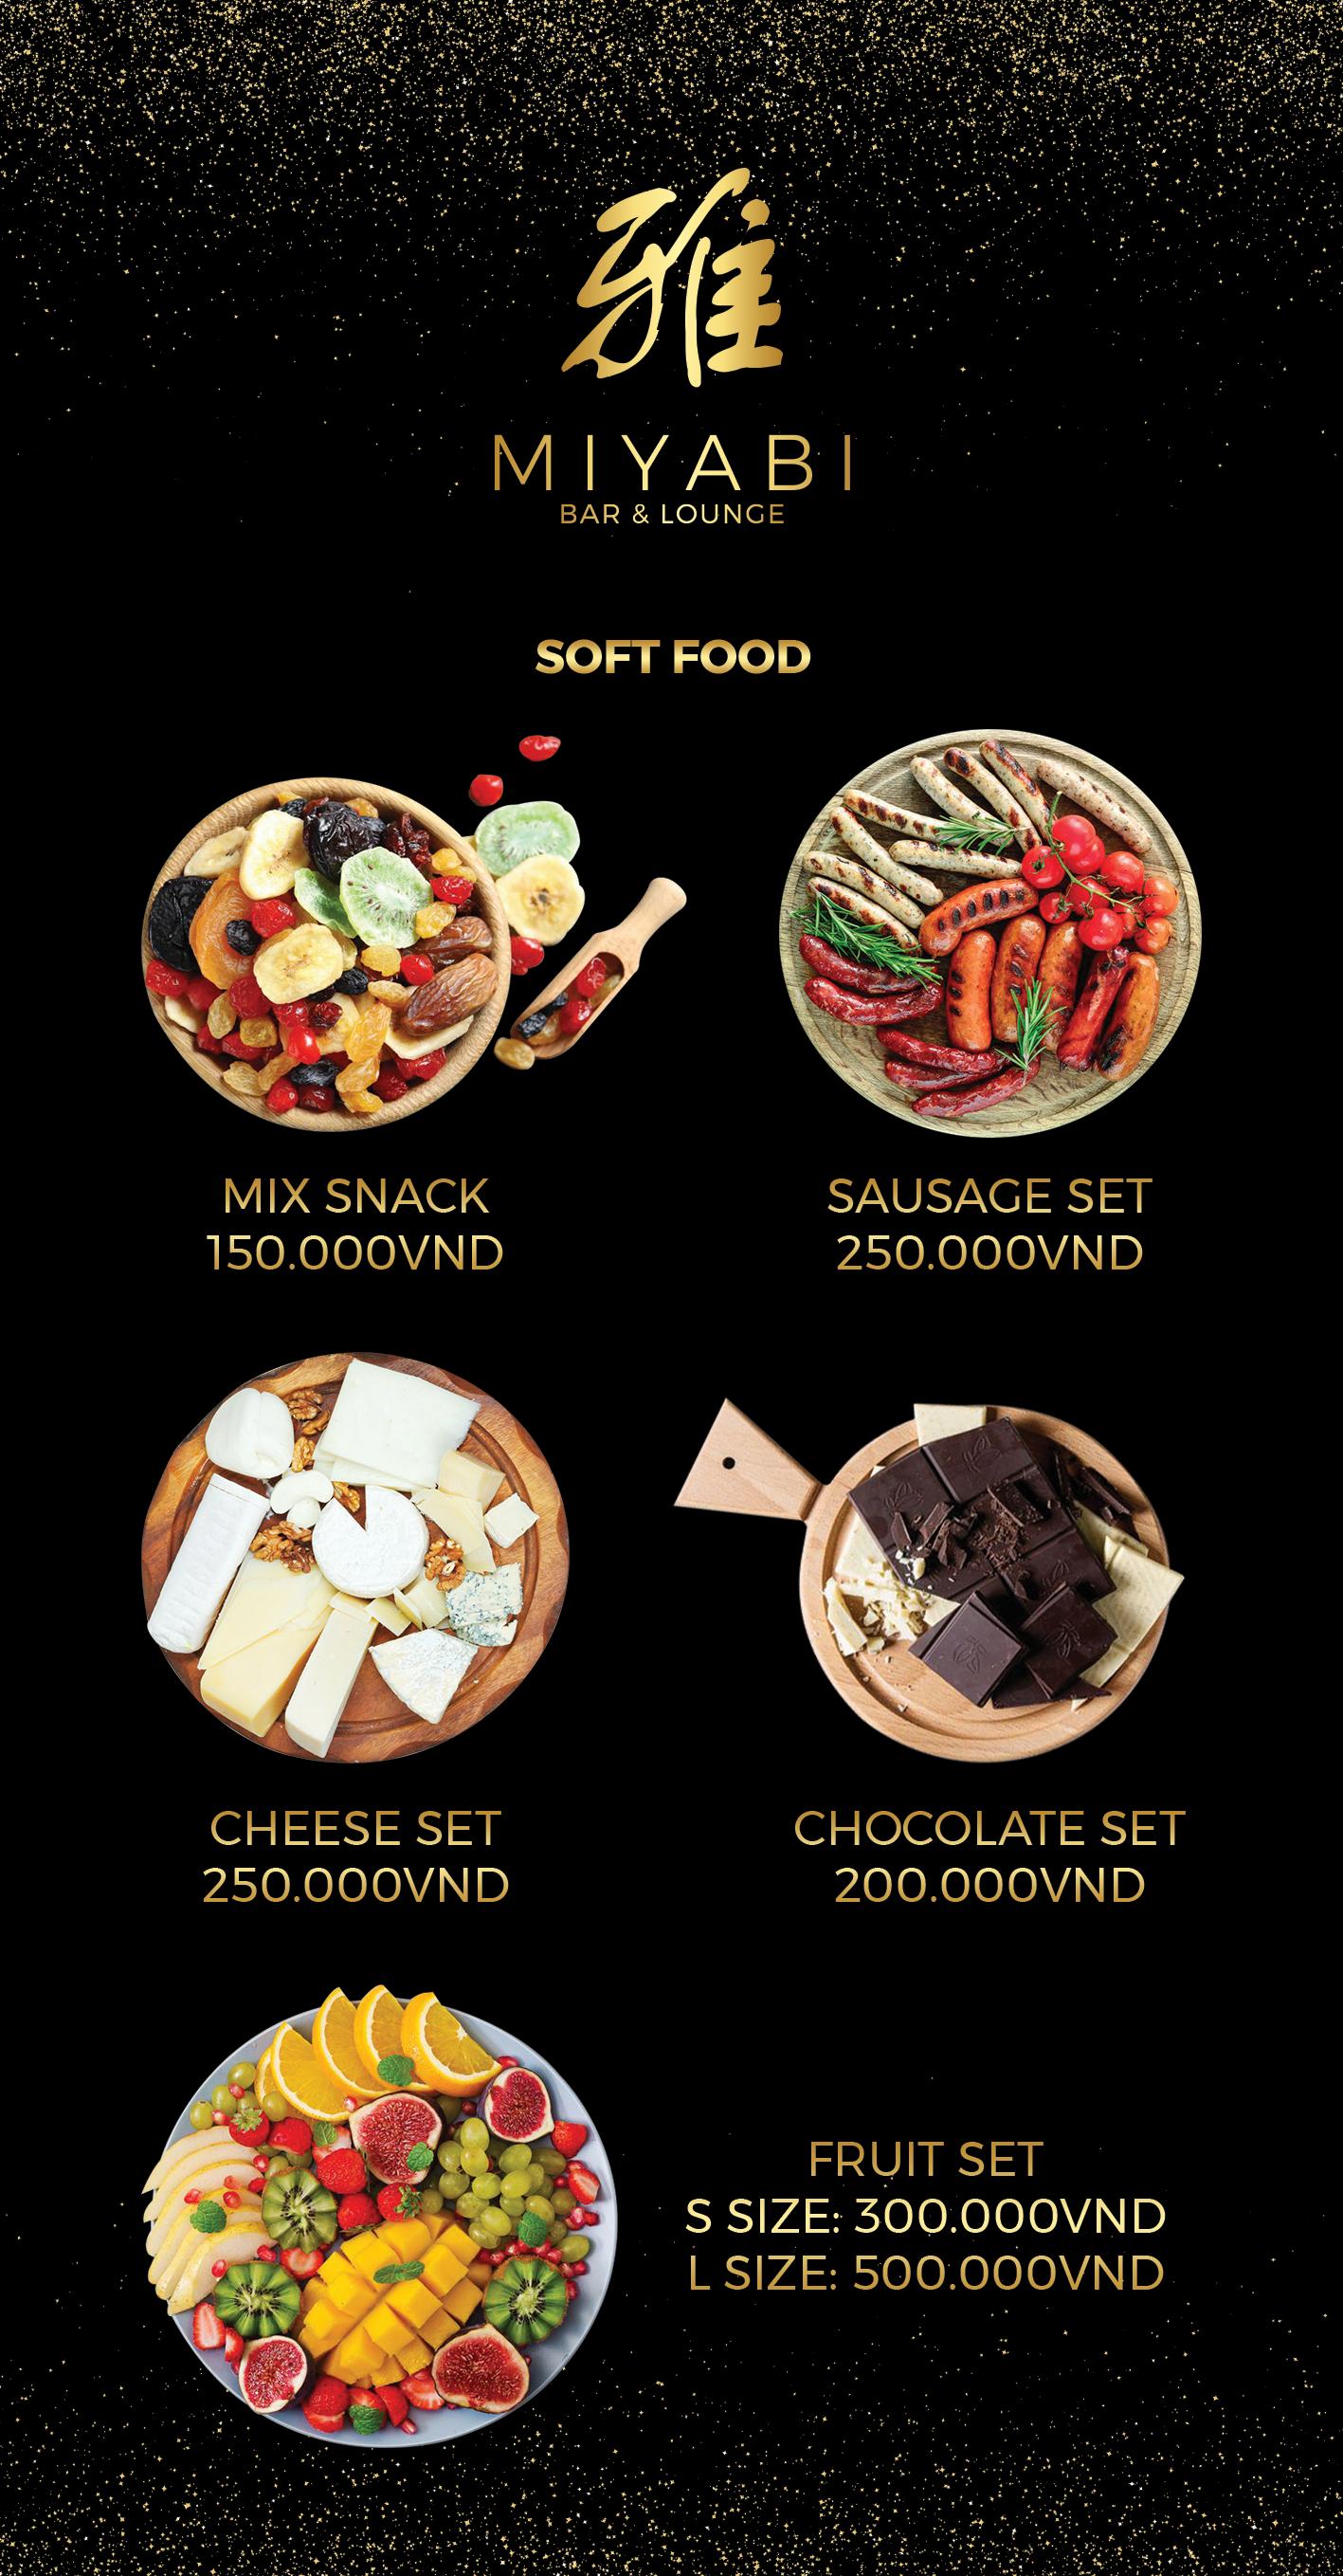 雅
MIYABI
BAR & LOUNGE
SOFT FOOD
MIX SNACK
150.000VND
SAUSAGE SET
250.000VND
CHEESE SET
250.000VND
CHOCOLATE SET
200.000VND
FRUIT SET
S SIZE: 300.000VND
L SIZE: 500.000VND